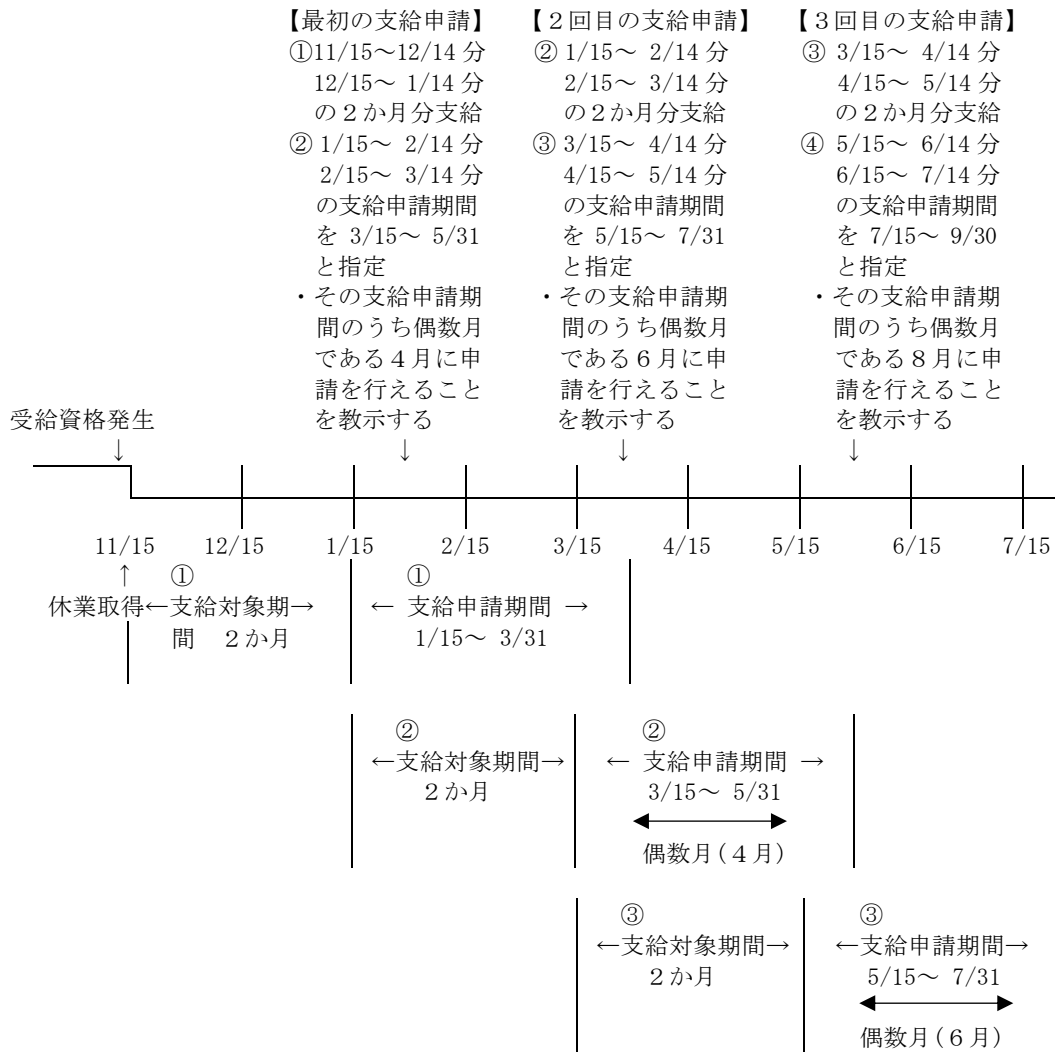 【最初の支給申請】
①11/15～12/14 分
12/15～ 1/14 分
の２か月分支給
② 1/15～ 2/14 分
2/15～ 3/14 分
の支給申請期間
を 3/15～ 5/31
と指定
・その支給申請期
間のうち偶数月
である４月に申
請を行えること
を教示する
↓
【２回目の支給申請】
② 1/15～ 2/14 分
2/15～ 3/14 分
の２か月分支給
③ 3/15～ 4/14 分
4/15～ 5/14 分
の支給申請期間
を 5/15～ 7/31
と指定
・その支給申請期
間のうち偶数月
である６月に申
請を行えること
を教示する
↓
【３回目の支給申請】
③ 3/15～ 4/14 分
4/15～ 5/14 分
の２か月分支給
④ 5/15～ 6/14 分
6/15～ 7/14 分
の支給申請期間
を 7/15～ 9/30
と指定
・その支給申請期
間のうち偶数月
である８月に申
請を行えること
を教示する
↓
受給資格発生
↓
11/15 12/15 1/15 2/15 3/15 4/15 5/15 6/15 7/15
↑
休業取得
①
←支給対象期→
間 ２か月
①
← 支給申請期間 →
1/15～ 3/31
②
←支給対象期間→
２か月
②
← 支給申請期間 →
3/15～ 5/31
偶数月(４月)
③
←支給対象期間→
２か月
③
←支給申請期間→
5/15～ 7/31
偶数月(６月)